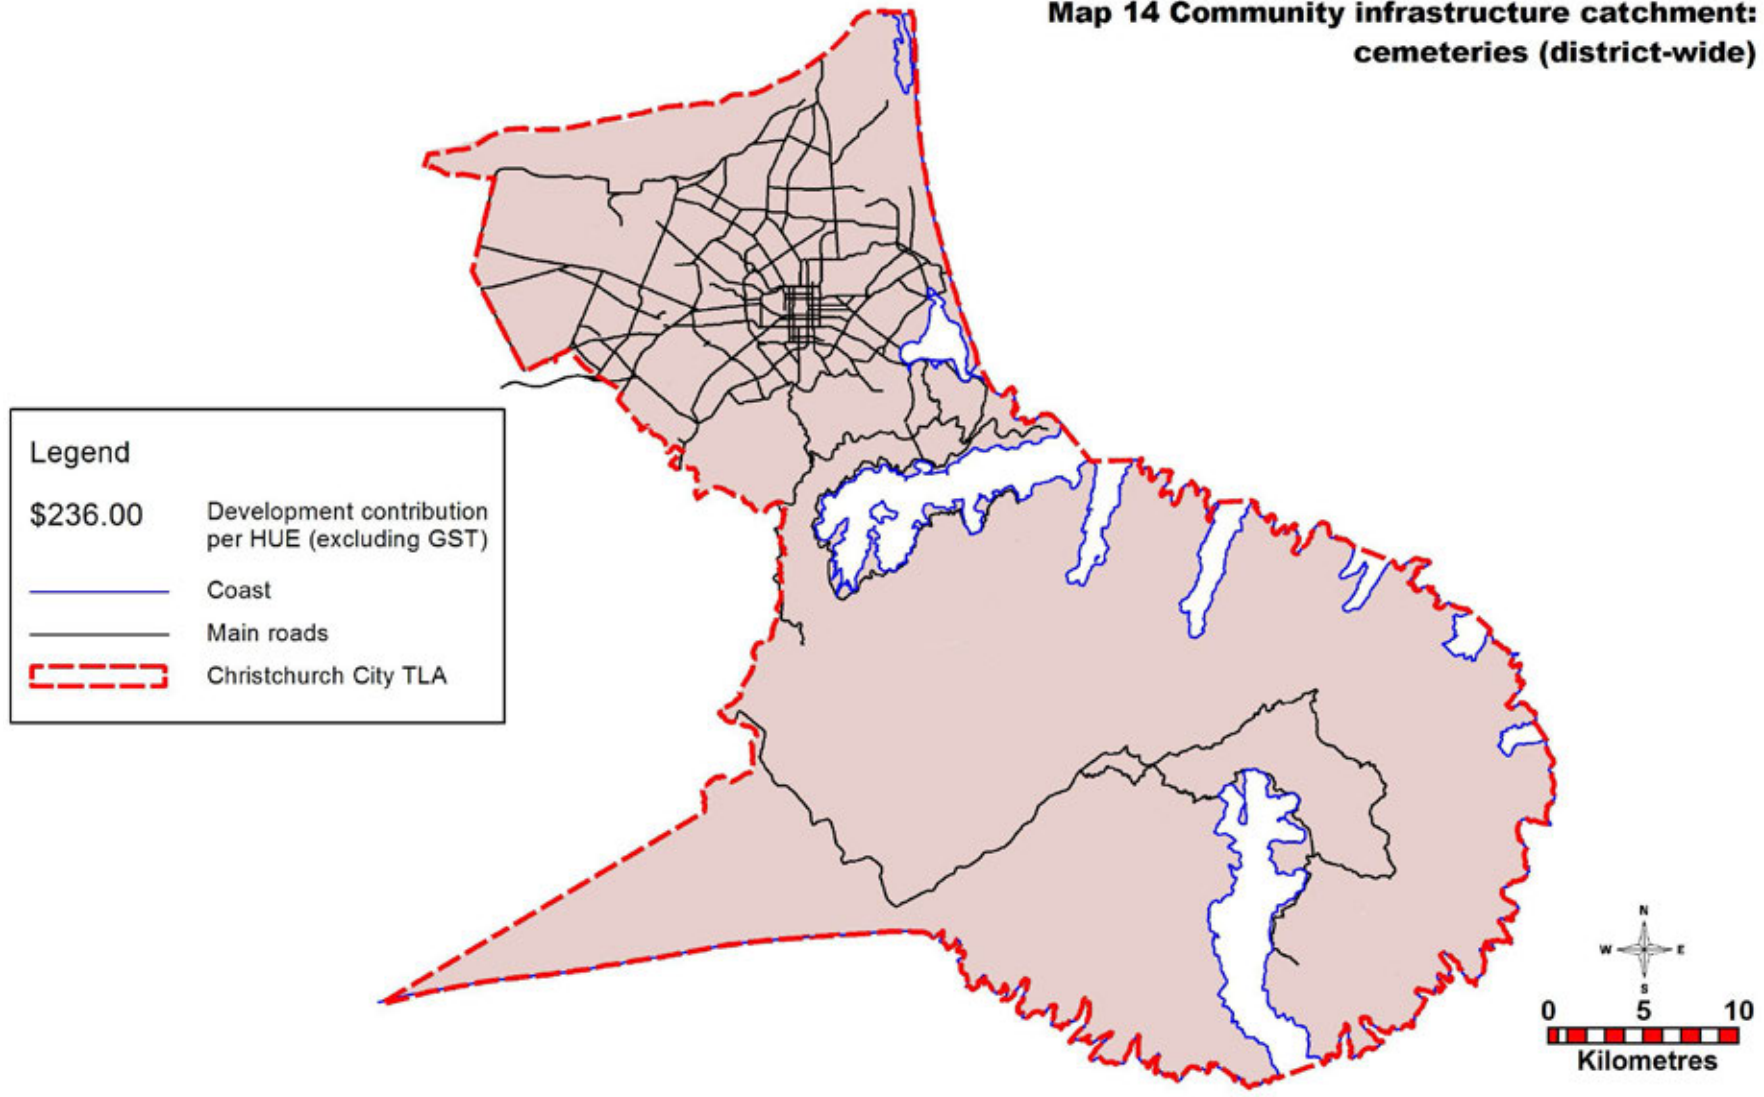 Map 14 Community infrastructure catchment:
cemeteries (district-wide)
Legend
$236.00 Development contribution
per HUE (excluding GST)
Coast
Main roads
Christchurch City TLA
N
W E
S
0 5 10
Kilometres